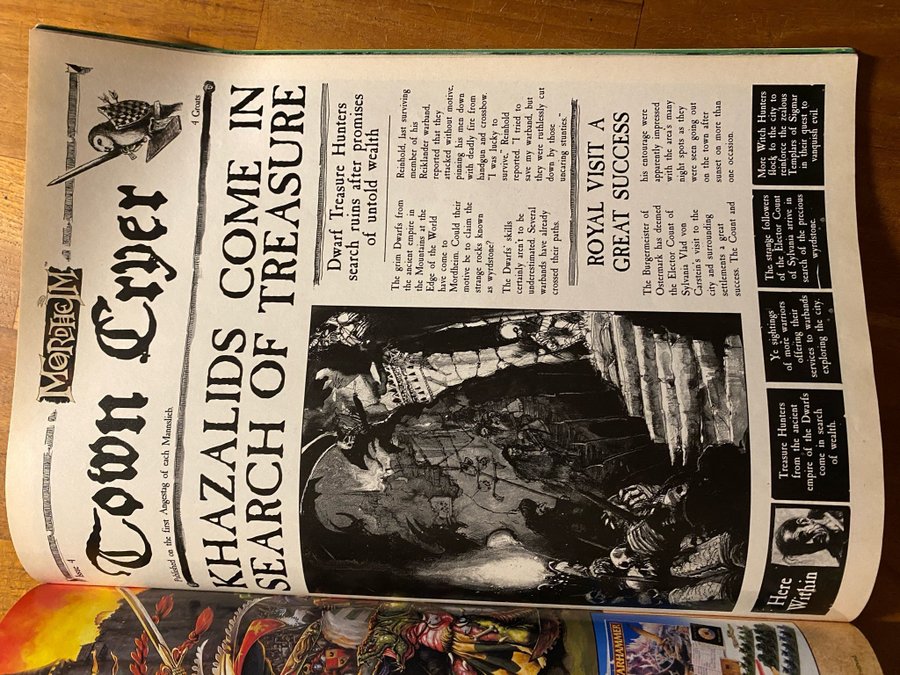 MORDHEIM
Issue 4
Town Cryer
Published on the first Angestag of each Mannslieb
4 Groats
KHAZALIDS COME IN
SEARCH OF TREASURE
Dwarf Treasure Hunters
search ruins after promises
of untold wealth
The grim Dwarfs from
the ancient empire in
the Mountains at the
Edge of the World
have come to
Mordheim. Could their
motive be to claim the
strange rocks known
as wyrdstone?
The Dwarfs skills
certainly aren't to be
underestimated. Several
warbands have already
crossed their paths.
Reinhold, last surviving
member of his
Reiklander warband,
reported that they
attacked without motive,
pinning his men down
with deadly fire from
handgun and crossbow.
"I was lucky to
survive, Reinhold
reported. "I tried to
save my warband, but
they were ruthlessly cut
down by those
uncaring stunties."
ROYAL VISIT A
GREAT SUCCESS
The Burgermeister of
Ostermark has deemed
the Elector Count of
Sylvania Vlad von
Carstein's visit to the
city and surrounding
settlements a great
success. The Count and
his entourage were
apparently impressed
with the area's many
night spots as they
were seen going out
on the town after
sunset on more than
one occasion.
Here
Within
Treasure Hunters
from the ancient
empire of the Dwarfs
come in search
of wealth.
Ye sightings
of more warriors
offering their
services to warbands
exploring the city.
The strange followers
of the Elector Count
of Sylvania arrive in
search of the precious
wyrdstone.
More Witch Hunters
flock to the city to
reinforce the zealous
Templars of Sigmar
in their quest to
vanquish evil.
WARHAMMER